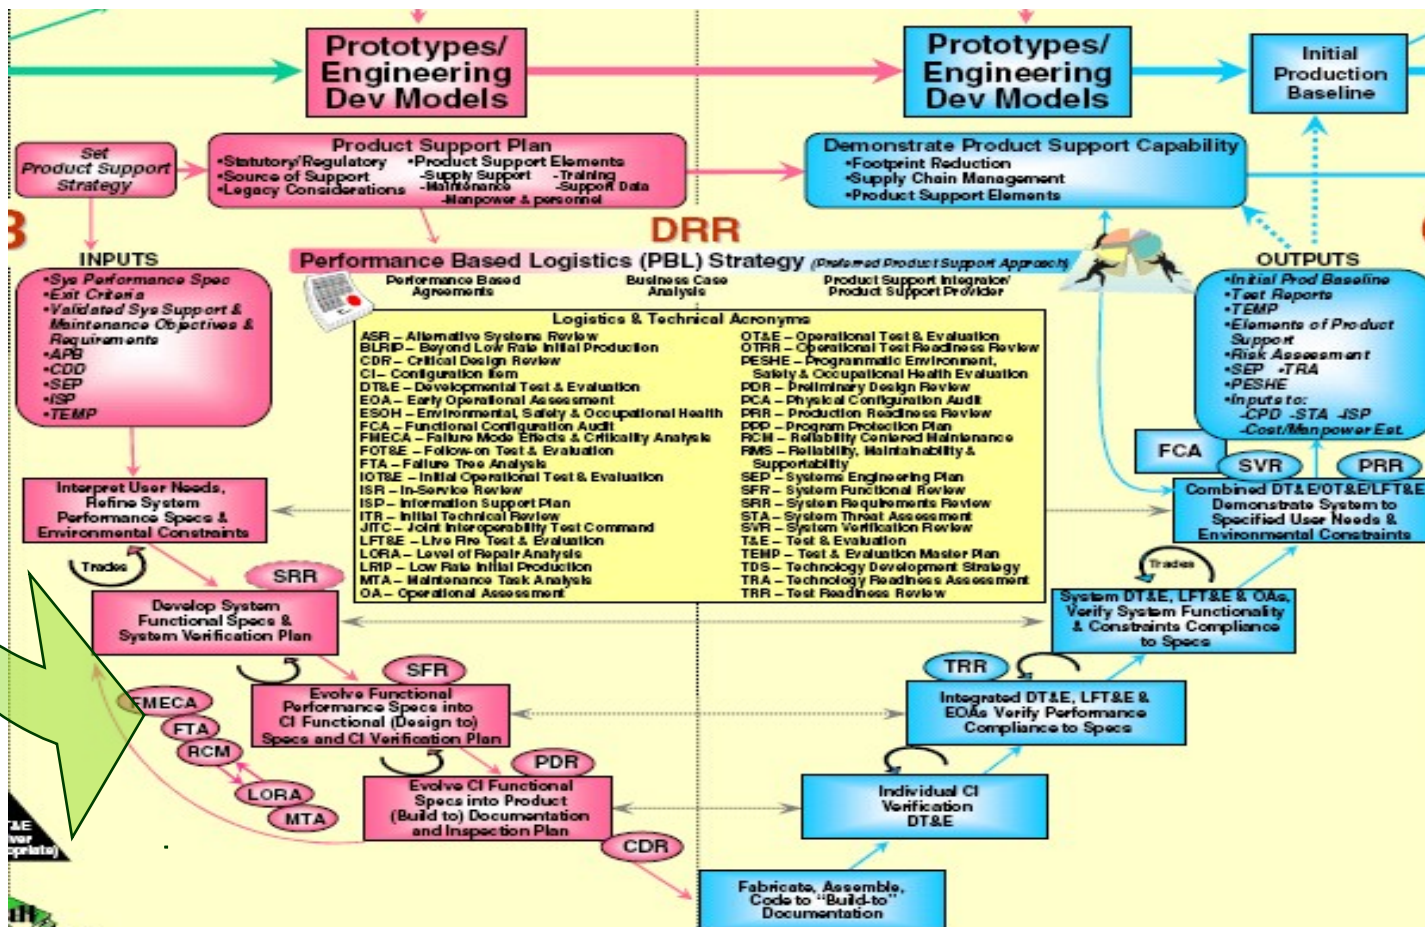 Prototypes/
Engineering
Dev Models
Prototypes/
Engineering
Dev Models
Initial
Production
Baseline
Set
Product Support
Strategy
Product Support Plan
•Statutory/Regulatory •Product Support Elements
•Source of Support -Supply Support -Training
•Legacy Considerations -Maintenance -Support Data
-Manpower & personnel
Demonstrate Product Support Capability
•Footprint Reduction
•Supply Chain Management
•Product Support Elements
B
DRR
INPUTS
•Sys Performance Spec
•Exit Criteria
•Validated Sys Support &
Maintenance Objectives &
Requirements
•APB
•CDD
•SEP
•ISP
•TEMP
Performance Based Logistics (PBL) Strategy (Preferred Product Support Approach)
Performance Based
Agreements
Business Case
Analysis
Product Support Integrator/
Product Support Provider
OUTPUTS
•Initial Prod Baseline
•Test Reports
•TEMP
•Elements of Product
Support
•Risk Assessment
•SEP •TRA
•PESHE
•Inputs to:
-CPD -STA -ISP
-Cost/Manpower Est.
Logistics & Technical Acronyms
ASR – Alternative Systems Review
BLRIP – Beyond Low Rate Initial Production
CDR – Critical Design Review
CI – Configuration Item
DT&E – Developmental Test & Evaluation
EOA – Early Operational Assessment
ESOH – Environmental, Safety & Occupational Health
FCA – Functional Configuration Audit
FMECA – Failure Mode Effects & Criticality Analysis
FOT&E – Follow-on Test & Evaluation
FTA – Failure Tree Analysis
IOT&E – Initial Operational Test & Evaluation
ISR – In-Service Review
ISP – Information Support Plan
ITR – Initial Technical Review
JITC – Joint Interoperability Test Command
LFT&E – Live Fire Test & Evaluation
LORA – Level of Repair Analysis
LRIP – Low Rate Initial Production
MTA – Maintenance Task Analysis
OA – Operational Assessment
OT&E – Operational Test & Evaluation
OTRR – Operational Test Readiness Review
PESHE – Programmatic Environment,
Safety & Occupational Health Evaluation
PDR – Preliminary Design Review
PCA – Physical Configuration Audit
PRR – Production Readiness Review
PPP – Program Protection Plan
RCM – Reliability Centered Maintenance
RMS – Reliability, Maintainability &
Supportability
SEP – Systems Engineering Plan
SFR – System Functional Review
SRR – System Requirements Review
STA – System Threat Assessment
SVR – System Verification Review
T&E – Test & Evaluation
TEMP – Test & Evaluation Master Plan
TDS – Technology Development Strategy
TRA – Technology Readiness Assessment
TRR – Test Readiness Review
Interpret User Needs,
Refine System
Performance Specs &
Environmental Constraints
Trades
SRR
Develop System
Functional Specs &
System Verification Plan
SFR
Evolve Functional
Performance Specs into
CI Functional (Design to)
Specs and CI Verification Plan
FMECA
FTA
RCM
LORA
MTA
PDR
Evolve CI Functional
Specs into Product
(Build to) Documentation
and Inspection Plan
CDR
Fabricate, Assemble,
Code to "Build-to"
Documentation
Individual CI
Verification
DT&E
TRR
Integrated DT&E, LFT&E &
EOAs Verify Performance
Compliance to Specs
System DT&E, LFT&E & OAs,
Verify System Functionality
& Constraints Compliance
to Specs
Trades
FCA
SVR
PRR
Combined DT&E/OT&E/LFT&E
Demonstrate System to
Specified User Needs &
Environmental Constraints